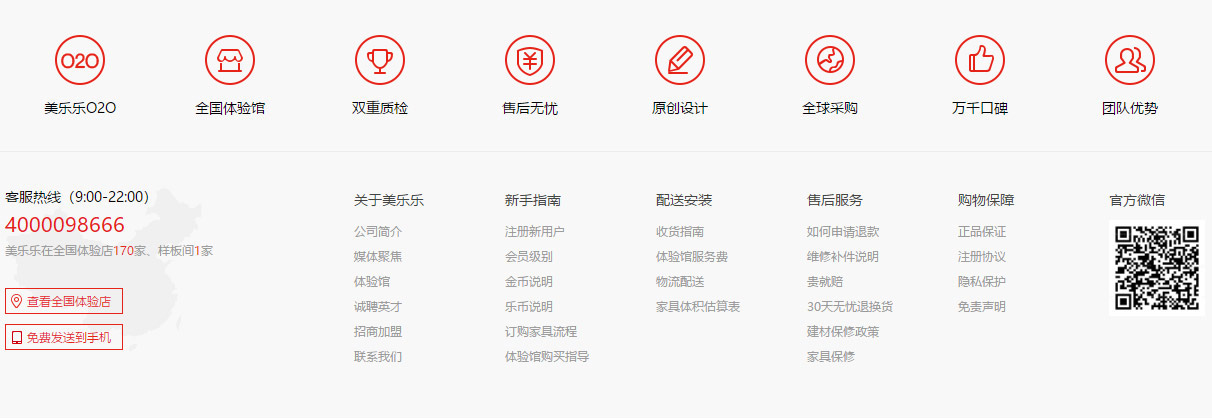 O2O
美乐乐O2O
全国体验馆
双重质检
售后无忧
原创设计
全球采购
万千口碑
团队优势
客服热线（9:00-22:00）
4000098666
美乐乐在全国体验店170家、样板间1家
查看全国体验店
免费发送到手机
关于美乐乐
公司简介
媒体聚焦
体验馆
诚聘英才
招商加盟
联系我们
新手指南
注册新用户
会员级别
金币说明
乐币说明
订购家具流程
体验馆购买指导
配送安装
收货指南
体验馆服务费
物流配送
家具体积估算表
售后服务
如何申请退款
维修补件说明
贵就赔
30天无忧退换货
建材保修政策
家具保修
购物保障
正品保证
注册协议
隐私保护
免责声明
官方微信